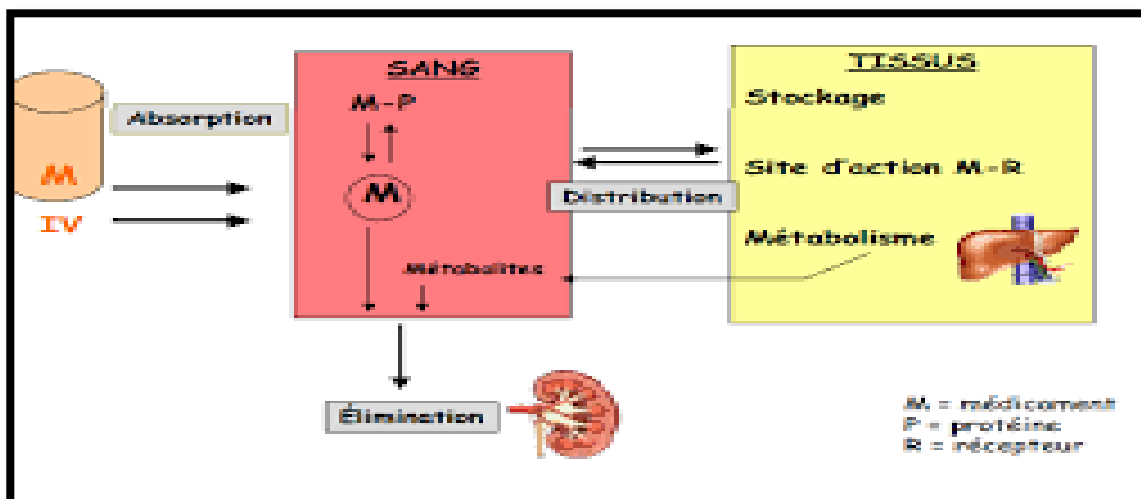 SANG
M-P
M
Métabolites
Absorption
M
IV
Distribution
TISSUS
Stockage
Site d'action M-R
Métabolisme
Élimination
M = médicament
P = protéine
R = récepteur